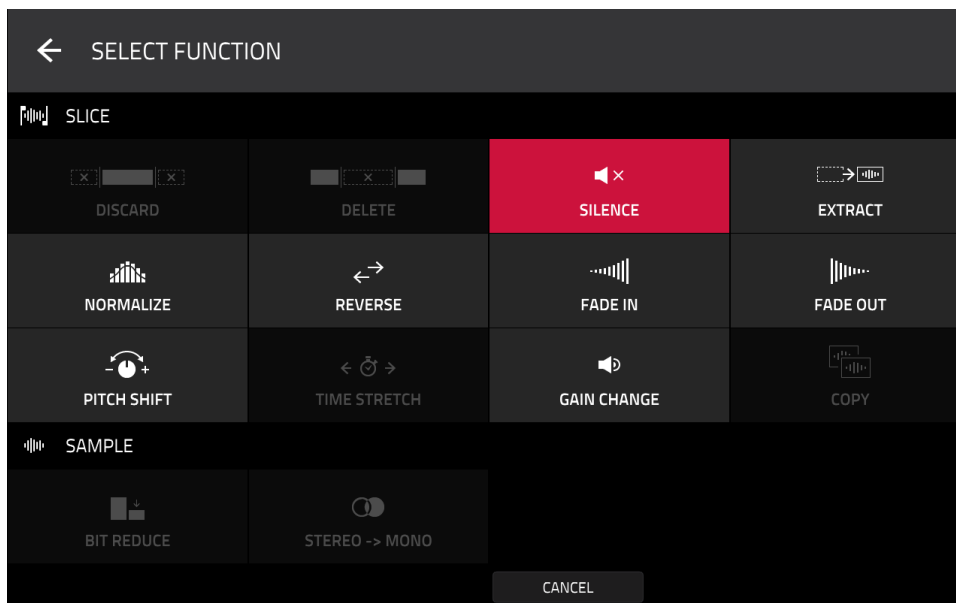 SELECT FUNCTION
SLICE
DISCARD
DELETE
SILENCE
EXTRACT
NORMALIZE
REVERSE
FADE IN
FADE OUT
PITCH SHIFT
TIME STRETCH
GAIN CHANGE
COPY
SAMPLE
BIT REDUCE
STEREO -> MONO
CANCEL